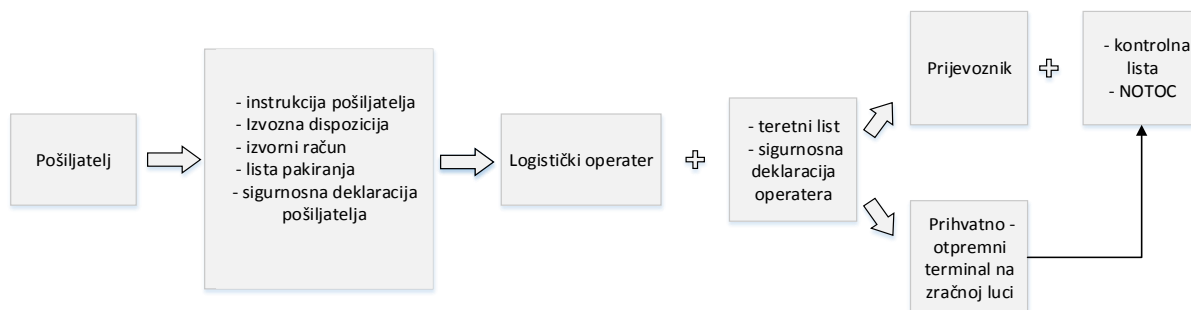 Pošiljatelj
- instrukcija pošiljatelja
- Izvozna dispozicija
- izvorni račun
- lista pakiranja
- sigurnosna deklaracija
pošiljatelja
Logistički operater
- teretni list
- sigurnosna
deklaracija
operatera
Prijevoznik
- kontrolna
lista
- NOTOC
Prihvatno -
otpremni
terminal na
zračnoj luci